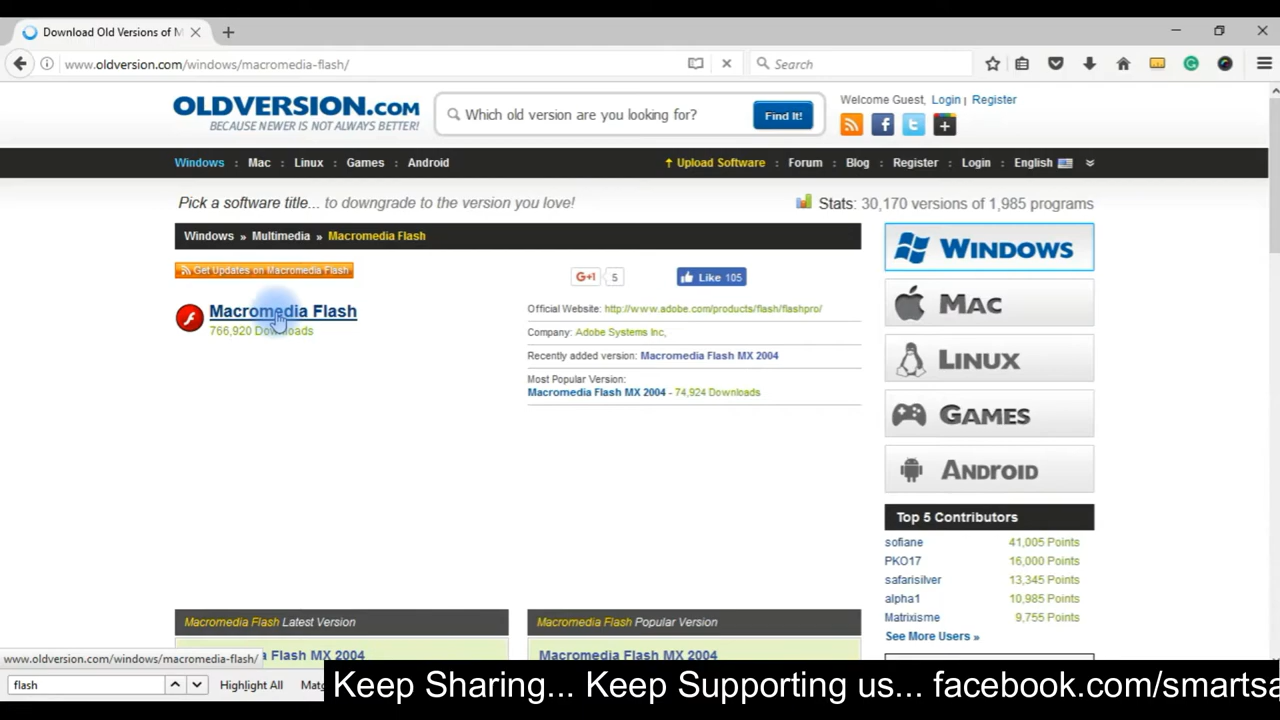 Download Old Versions of M
www.oldversion.com/windows/macromedia-flash/
Search
OLDVERSION.COM
BECAUSE NEWER IS NOT ALWAYS BETTER!
Which old version are you looking for?
Find It!
Welcome Guest, Login | Register
Windows : Mac : Linux : Games : Android
Upload Software : Forum : Blog : Register : Login : English
Pick a software title... to downgrade to the version you love!
Stats: 30,170 versions of 1,985 programs
Windows » Multimedia » Macromedia Flash
Get Updates on Macromedia Flash
G+1 5
Like 105
Macromedia Flash
766,920 Downloads
Official Website: http://www.adobe.com/products/flash/flashpro/
Company: Adobe Systems Inc,
Recently added version: Macromedia Flash MX 2004
Most Popular Version:
Macromedia Flash MX 2004 - 74,924 Downloads
WINDOWS
MAC
LINUX
GAMES
ANDROID
Top 5 Contributors
sofiane 41,005 Points
PKO17 16,000 Points
safarisilver 13,345 Points
alpha1 10,985 Points
Matrixisme 9,755 Points
See More Users »
Macromedia Flash Latest Version
Macromedia Flash Popular Version
Flash MX 2004
Macromedia Flash MX 2004
www.oldversion.com/windows/macromedia-flash/
flash
Highlight All
Keep Sharing... Keep Supporting us... facebook.com/smartsa